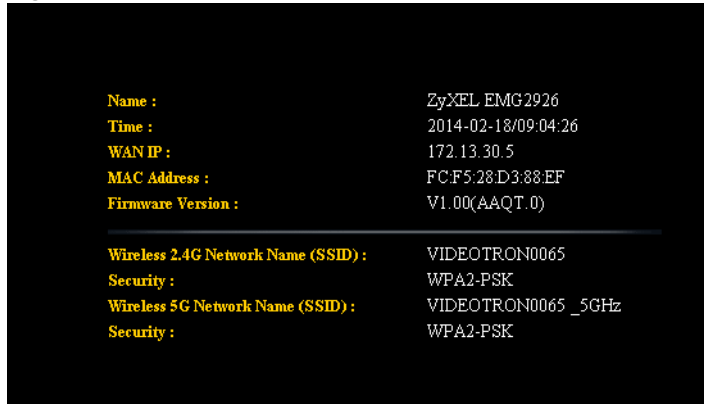 Name : ZyXEL EMG2926
Time : 2014-02-18/09:04:26
WAN IP : 172.13.30.5
MAC Address : FC:F5:28:D3:88:EF
Firmware Version : V1.00(AAQT.0)
Wireless 2.4G Network Name (SSID) : VIDEOTRON0065
Security : WPA2-PSK
Wireless 5G Network Name (SSID) : VIDEOTRON0065 _5GHz
Security : WPA2-PSK